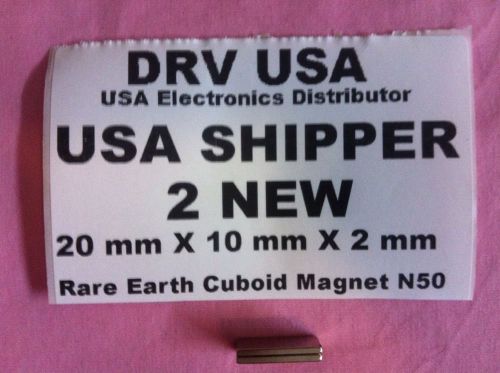 DRV USA
USA Electronics Distributor
USA SHIPPER
2 NEW
20 mm X 10 mm X 2 mm
Rare Earth Cuboid Magnet N50